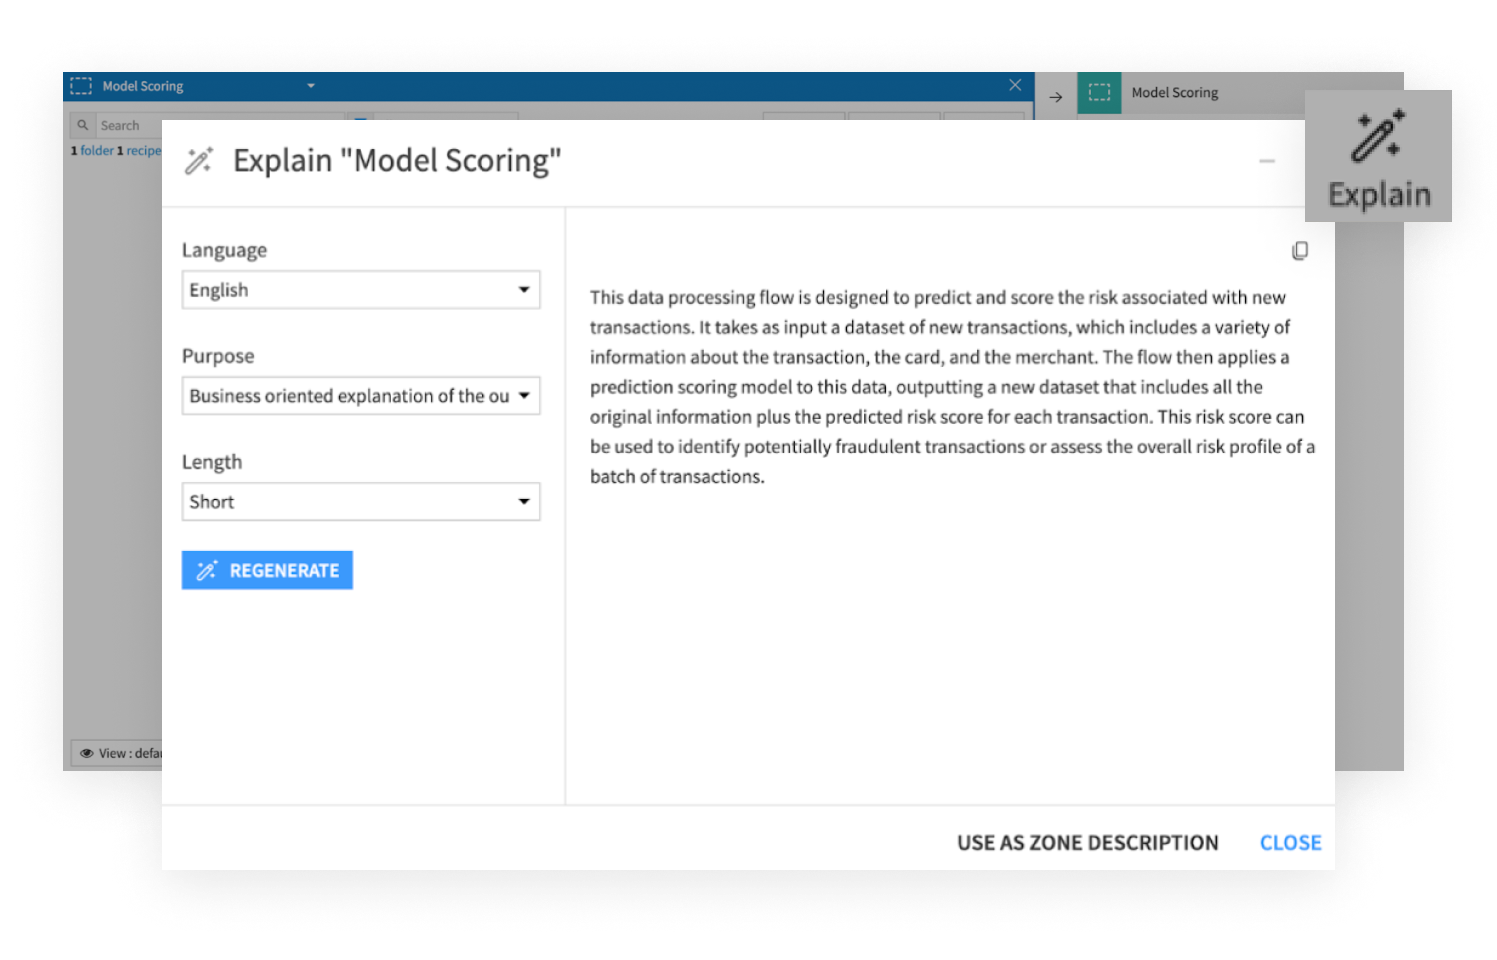 Model Scoring
Model Scoring
Search
1 folder 1 recipe
Explain
Explain "Model Scoring"
Language
English
Purpose
Business oriented explanation of the ou
Length
Short
REGENERATE
This data processing flow is designed to predict and score the risk associated with new
transactions. It takes as input a dataset of new transactions, which includes a variety of
information about the transaction, the card, and the merchant. The flow then applies a
prediction scoring model to this data, outputting a new dataset that includes all the
original information plus the predicted risk score for each transaction. This risk score can
be used to identify potentially fraudulent transactions or assess the overall risk profile of a
batch of transactions.
View : defau
USE AS ZONE DESCRIPTION
CLOSE